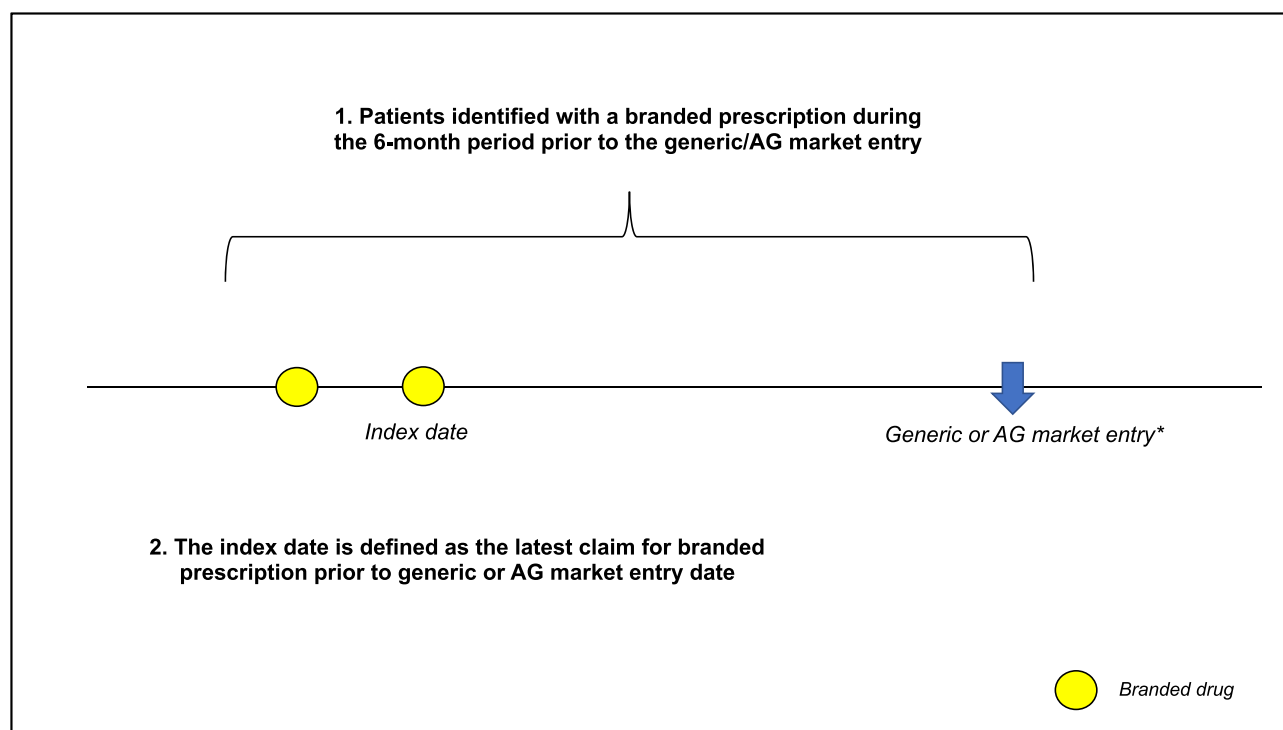 1. Patients identified with a branded prescription during
the 6-month period prior to the generic/AG market entry
Index date
Generic or AG market entry*
2. The index date is defined as the latest claim for branded
prescription prior to generic or AG market entry date
Branded drug